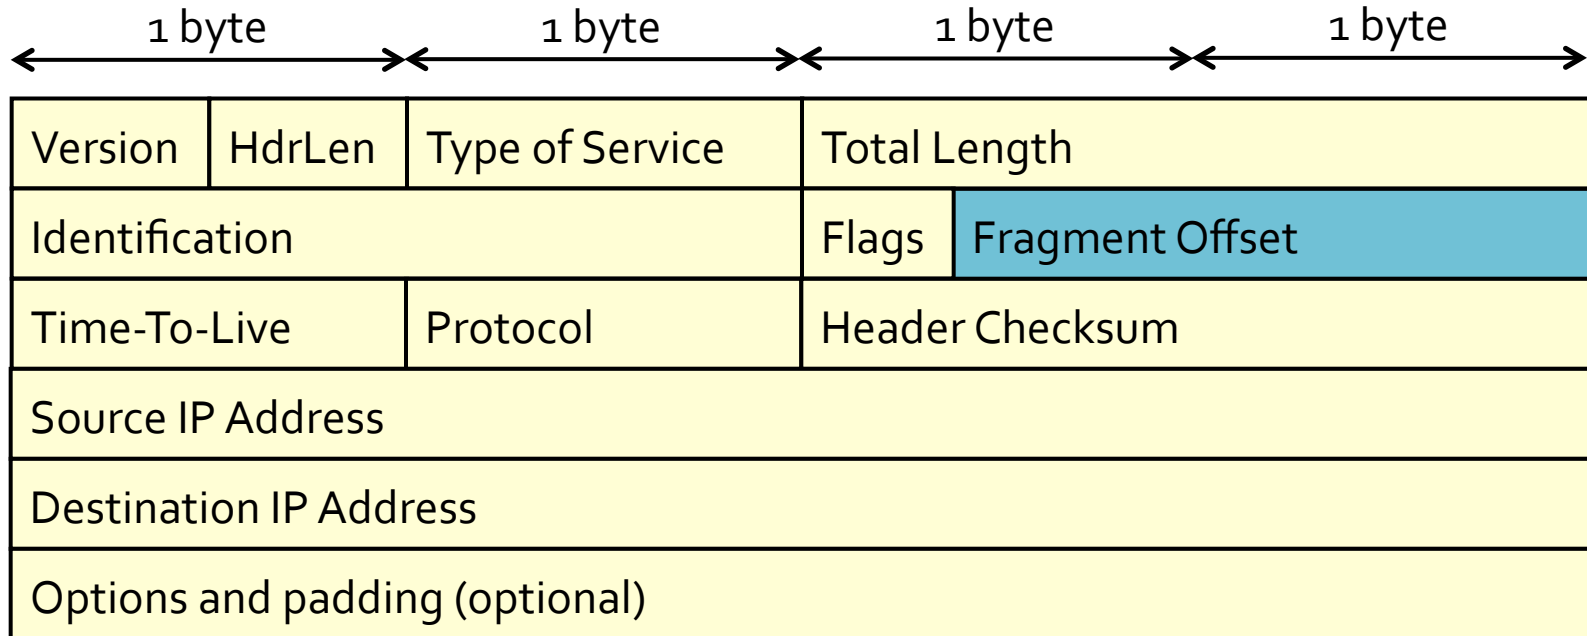 1 byte 1 byte 1 byte 1 byte
Version HdrLen Type of Service Total Length
Identification Flags Fragment Offset
Time-To-Live Protocol Header Checksum
Source IP Address
Destination IP Address
Options and padding (optional)